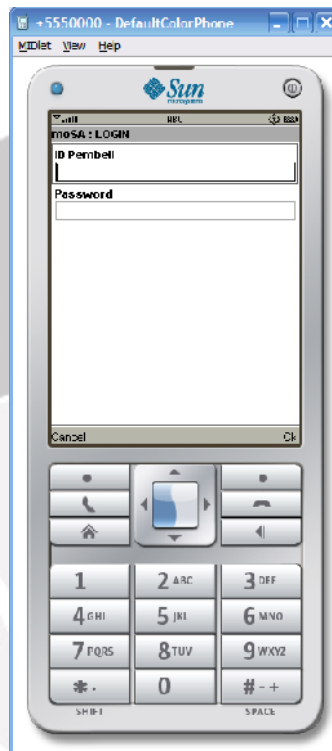 +5550000 - DefaultColorPhone
MIDlet View Help
Sun
microsystems
ABC
moSA : LOGIN
ID Pembeli
Password
Cancel Ok
1 2 ABC 3 DEF
4 GHI 5 JKL 6 MNO
7 PQRS 8 TUV 9 WXYZ
* . 0 # - +
SHIFT SPACE